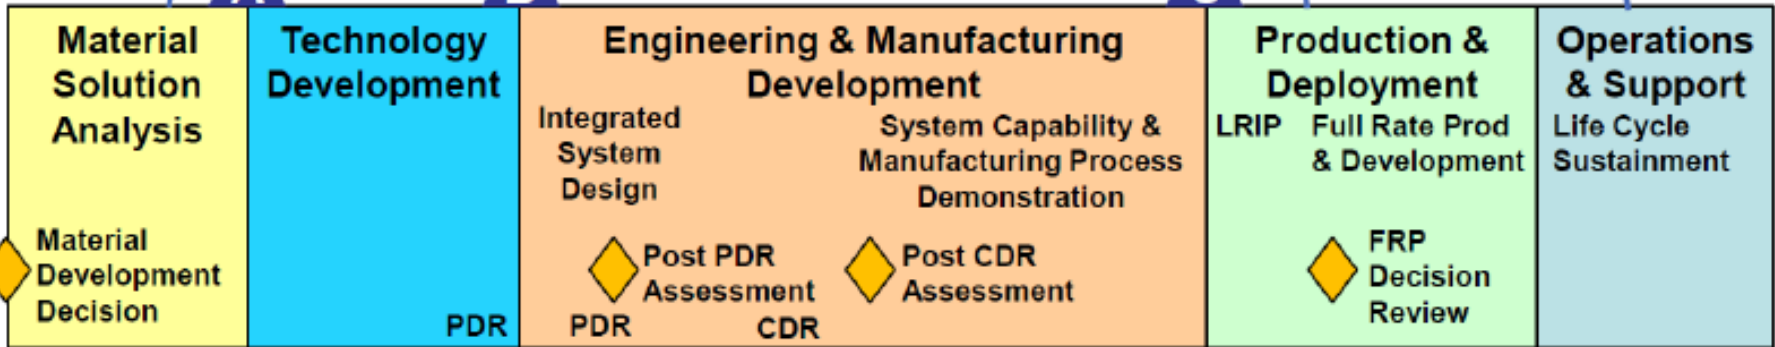 Material
Solution
Analysis
Material
Development
Decision
Technology
Development
PDR
Engineering & Manufacturing
Development
Integrated
System
Design
System Capability &
Manufacturing Process
Demonstration
Post PDR
Assessment
Post CDR
Assessment
PDR
CDR
Production &
Deployment
LRIP
Full Rate Prod
& Development
FRP
Decision
Review
Operations
& Support
Life Cycle
Sustainment